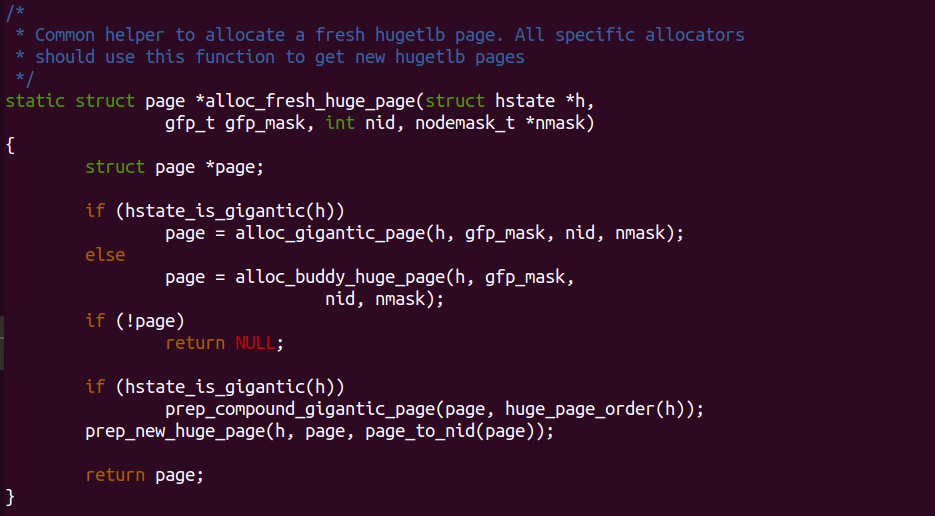 /*
 * Common helper to allocate a fresh hugetlb page. All specific allocators
 * should use this function to get new hugetlb pages
 */
static struct page *alloc_fresh_huge_page(struct hstate *h,
                gfp_t gfp_mask, int nid, nodemask_t *nmask)
{
        struct page *page;

        if (hstate_is_gigantic(h))
                page = alloc_gigantic_page(h, gfp_mask, nid, nmask);
        else
                page = alloc_buddy_huge_page(h, gfp_mask,
                                nid, nmask);
        if (!page)
                return NULL;

        if (hstate_is_gigantic(h))
                prep_compound_gigantic_page(page, huge_page_order(h));
        prep_new_huge_page(h, page, page_to_nid(page));

        return page;
}